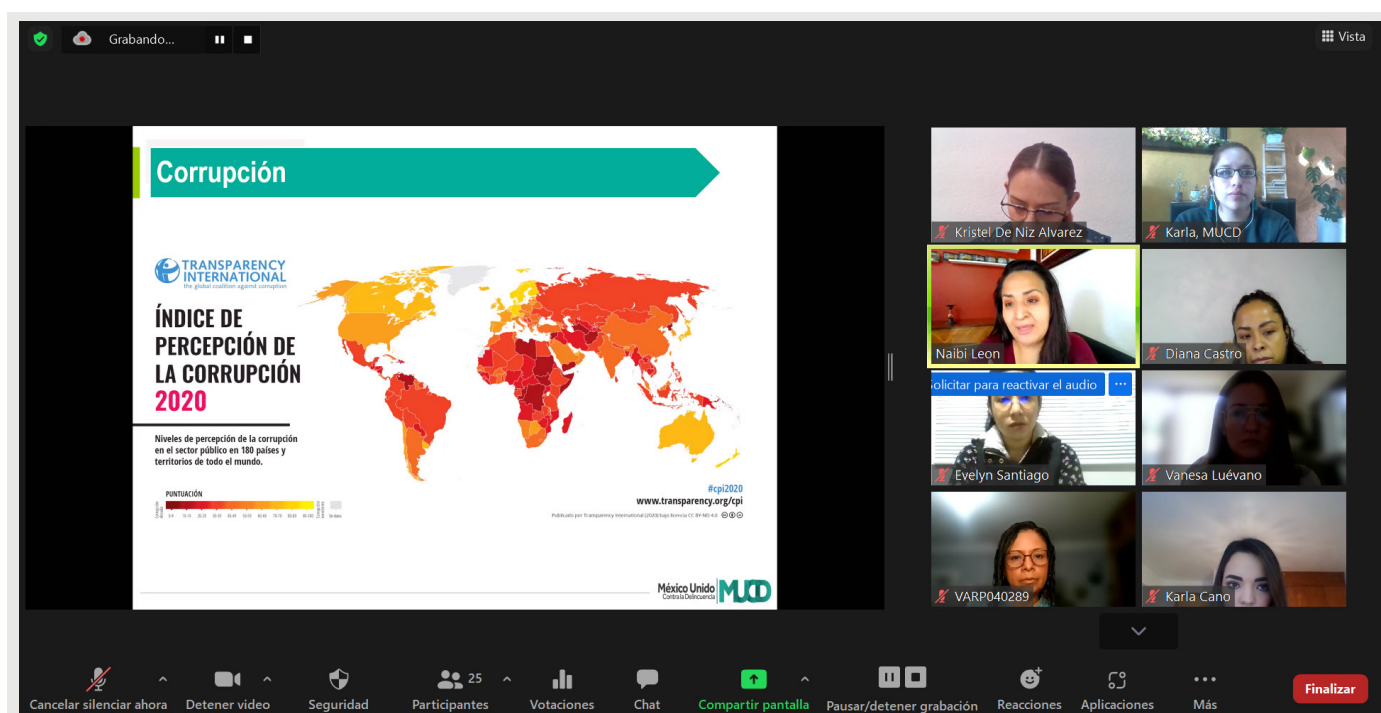 Grabando...
Vista
Corrupción
TRANSPARENCY
INTERNATIONAL
the global coalition against corruption
ÍNDICE DE
PERCEPCIÓN DE
LA CORRUPCIÓN
2020
Niveles de percepción de la corrupción
en el sector público en 180 países y
territorios de todo el mundo.
PUNTUACIÓN
#cpi2020
www.transparency.org/cpi
México Unido
Contra la Delincuencia
MUCD
Kristel De Niz Alvarez
Karla, MUCD
Naibi Leon
Diana Castro
olicitar para reactivar el audio
Evelyn Santiago
Vanesa Luévano
VARP040289
Karla Cano
Cancelar silenciar ahora
Detener video
Seguridad
25
Participantes
Votaciones
Chat
Compartir pantalla
Pausar/detener grabación
Reacciones
Aplicaciones
Más
Finalizar